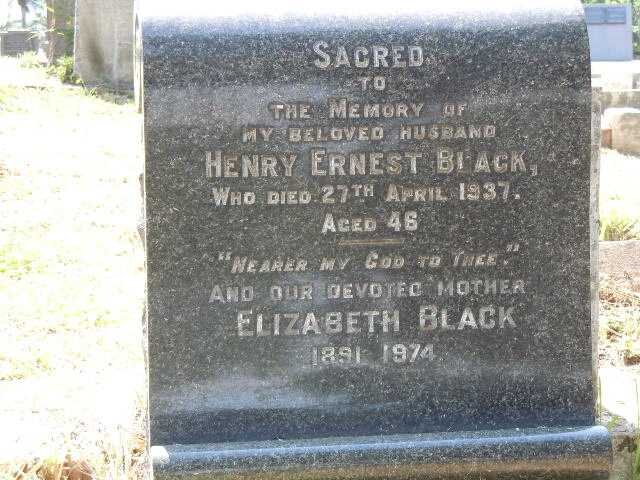 SACRED
TO
THE MEMORY OF
MY BELOVED HUSBAND
HENRY ERNEST BLACK,
WHO DIED 27TH APRIL 1937.
AGED 46
"NEARER MY GOD TO THEE."
AND OUR DEVOTED MOTHER
ELIZABETH BLACK
1891 1974